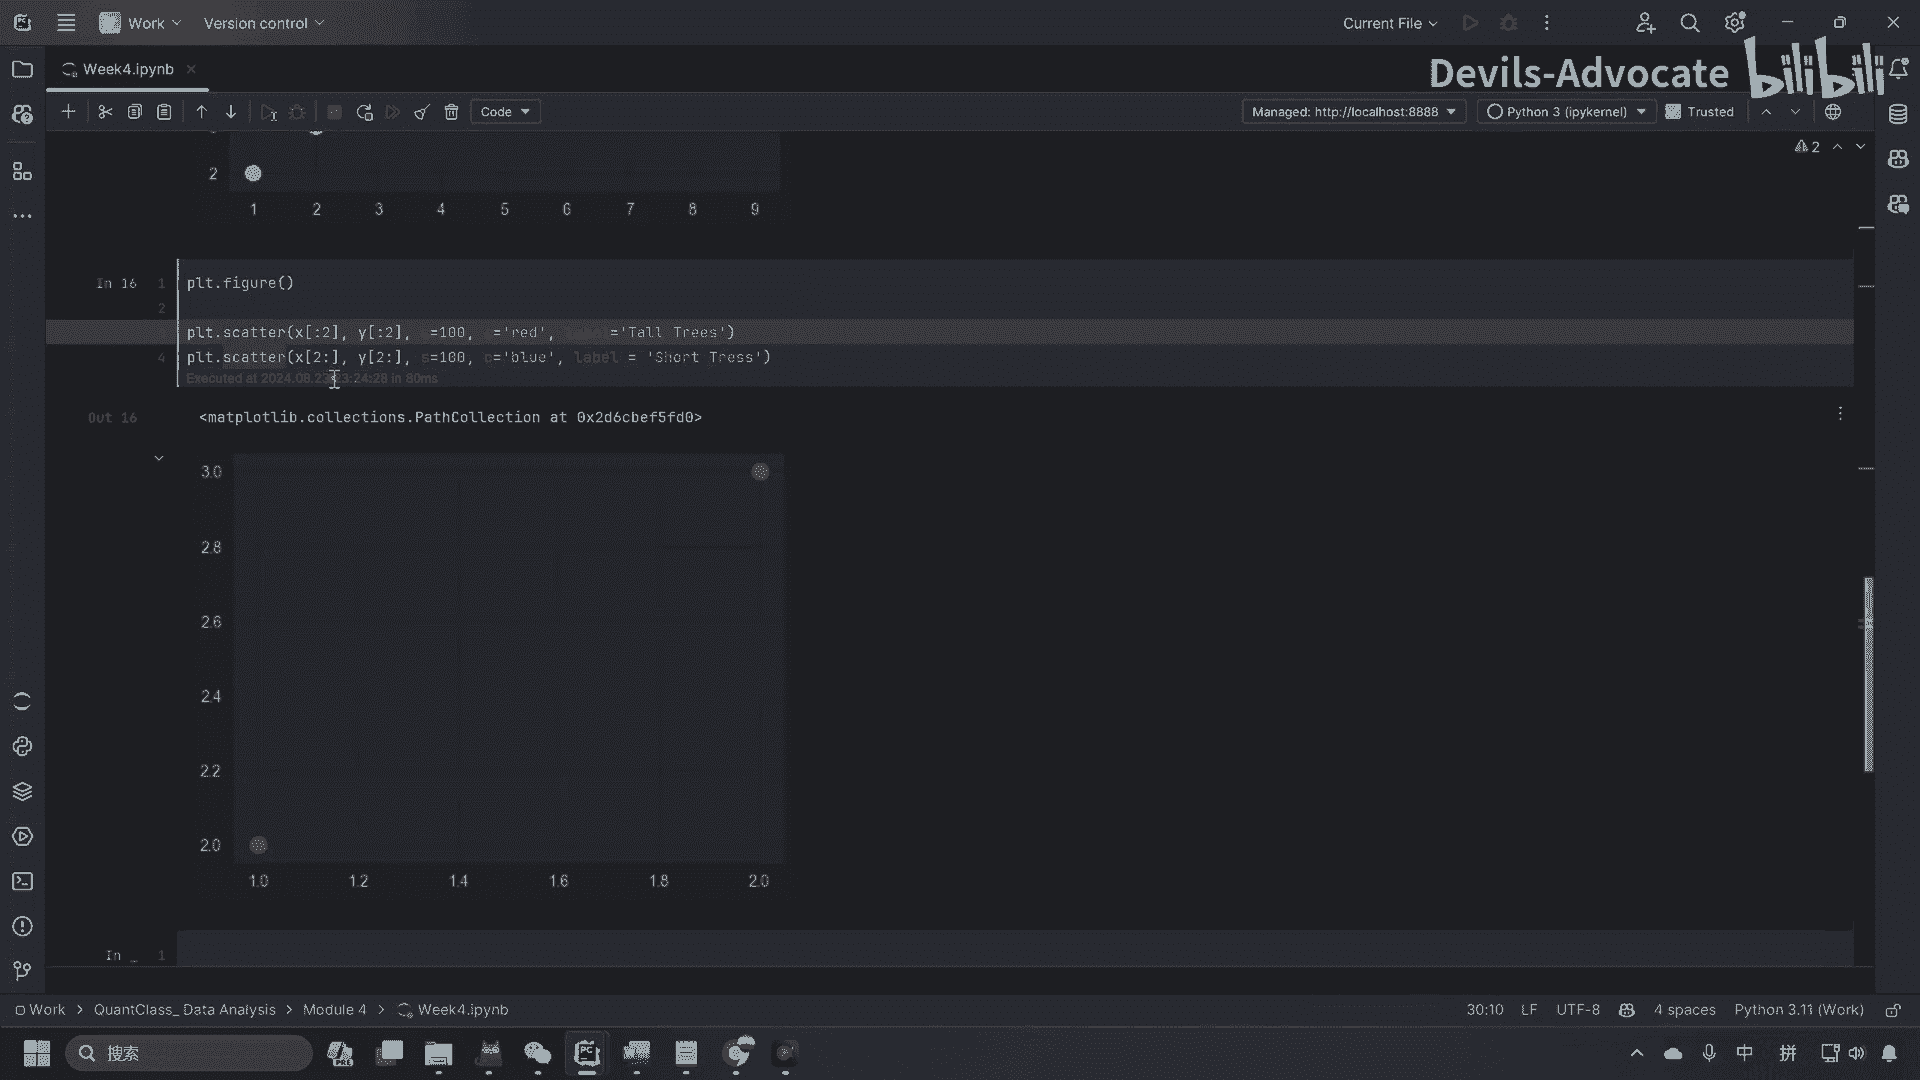 Work
Version control
Current File
Week4.ipynb
Devils-Advocate bilibili
Code
Managed: http://localhost:8888
Python 3 (ipykernel)
Trusted
2
2
1 2 3 4 5 6 7 8 9
In 16
1 plt.figure()
2
plt.scatter(x[:2], y[:2], =100, ='red', label='Tall Trees')
4 plt.scatter(x[2:], y[2:], s=100, c='blue', label = 'Short Tress')
Executed at 2024.08.23 23:24:28 in 80ms
Out 16
<matplotlib.collections.PathCollection at 0x2d6cbef5fd0>
3.0
2.8
2.6
2.4
2.2
2.0
1.0 1.2 1.4 1.6 1.8 2.0
In _ 1
Work > QuantClass_ Data Analysis > Module 4 > Week4.ipynb
30:10 LF UTF-8 4 spaces Python 3.11 (Work)
搜索
PRE
PC
中
拼